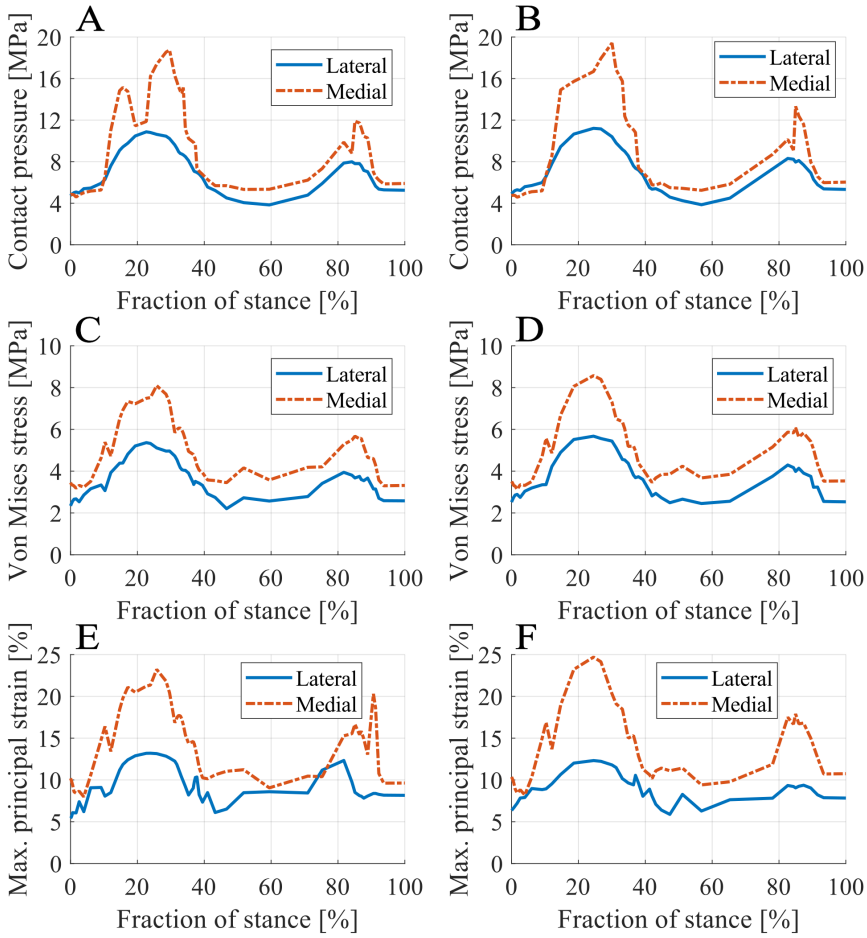 A
Contact pressure [MPa]
20
16
12
8
4
0
Lateral
Medial
0 20 40 60 80 100
Fraction of stance [%]
B
Contact pressure [MPa]
20
16
12
8
4
0
Lateral
Medial
0 20 40 60 80 100
Fraction of stance [%]
C
Von Mises stress [MPa]
10
8
6
4
2
0
Lateral
Medial
0 20 40 60 80 100
Fraction of stance [%]
D
Von Mises stress [MPa]
10
8
6
4
2
0
Lateral
Medial
0 20 40 60 80 100
Fraction of stance [%]
E
Max. principal strain [%]
25
20
15
10
5
0
Lateral
Medial
0 20 40 60 80 100
Fraction of stance [%]
F
Max. principal strain [%]
25
20
15
10
5
0
Lateral
Medial
0 20 40 60 80 100
Fraction of stance [%]